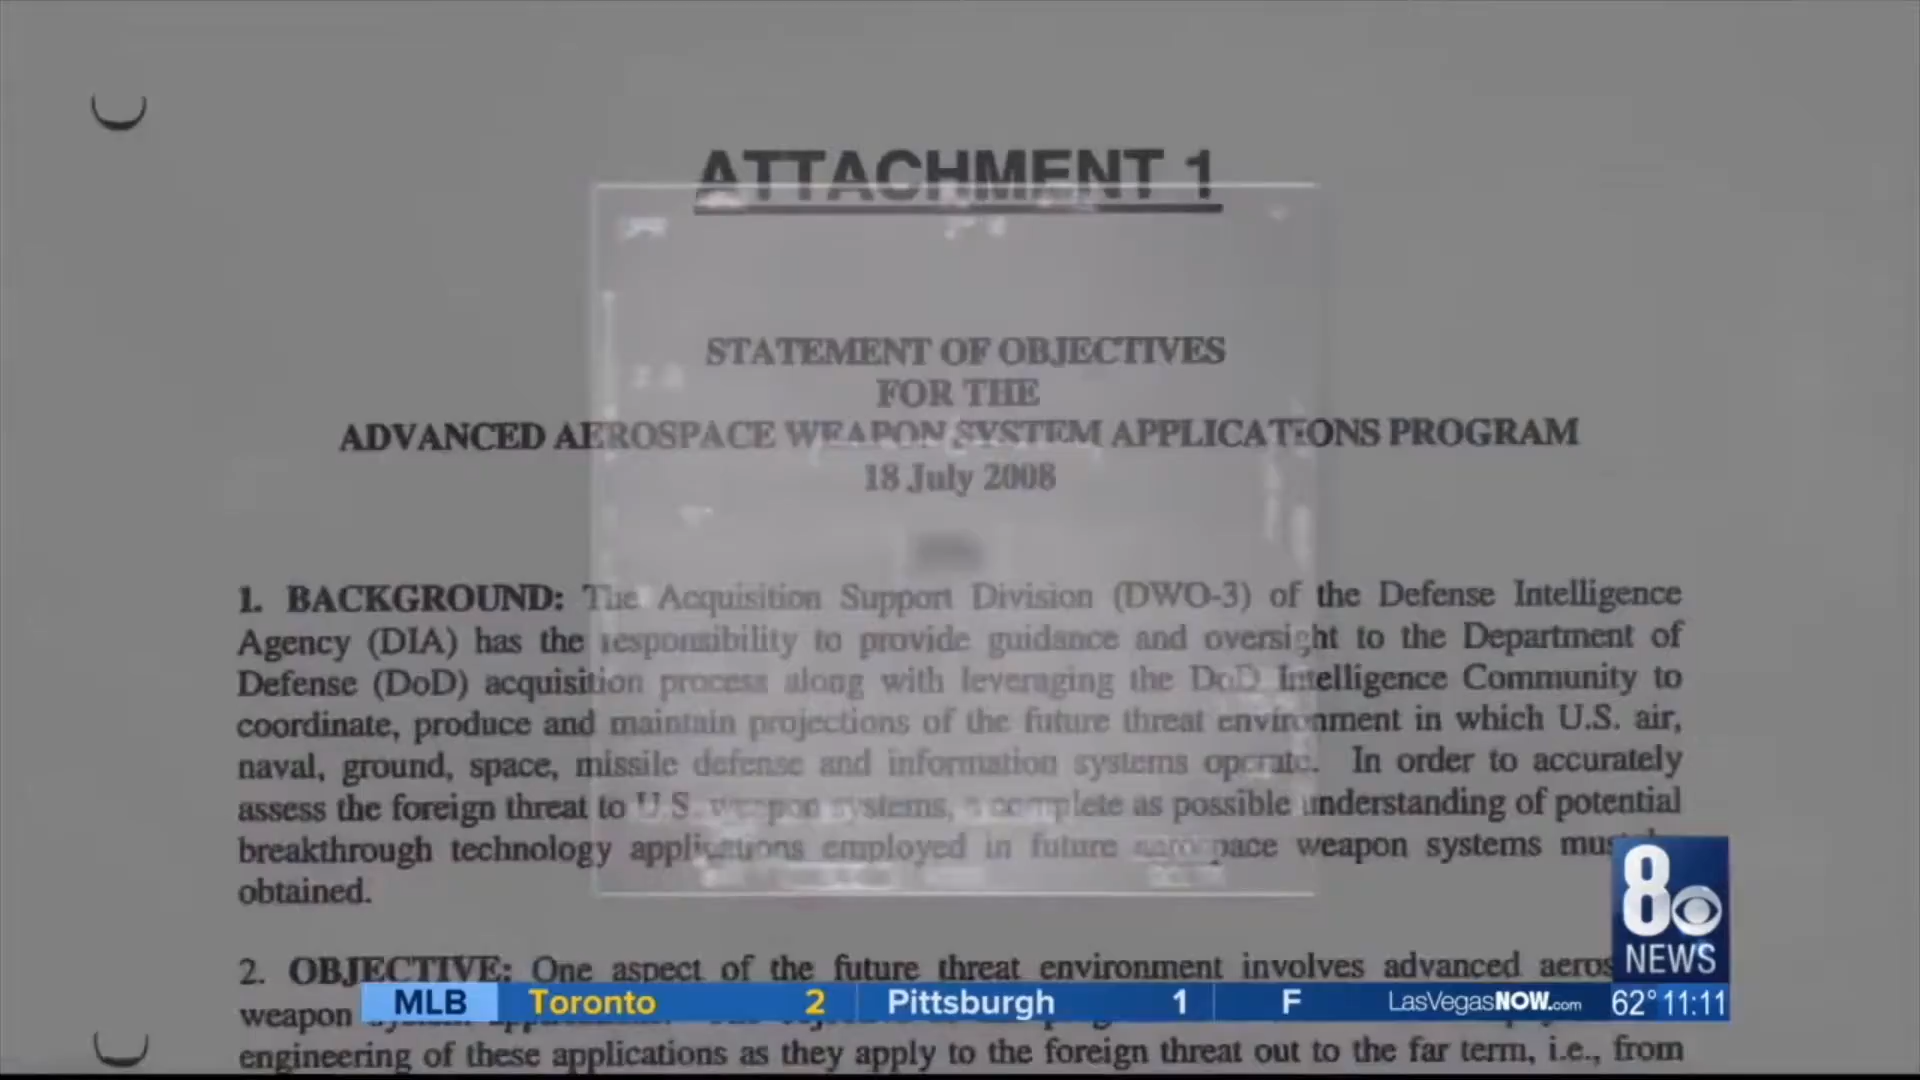 ATTACHMENT 1
STATEMENT OF OBJECTIVES
FOR THE
ADVANCED AEROSPACE WEAPON SYSTEM APPLICATIONS PROGRAM
18 July 2008
1. BACKGROUND: The Acquisition Support Division (DWO-3) of the Defense Intelligence
Agency (DIA) has the responsibility to provide guidance and oversight to the Department of
Defense (DoD) acquisition process along with leveraging the DoD Intelligence Community to
coordinate, produce and maintain projections of the future threat environment in which U.S. air,
naval, ground, space, missile defense and information systems operate. In order to accurately
assess the foreign threat to U.S. weapon systems, a complete as possible understanding of potential
breakthrough technology applications employed in future aerospace weapon systems must
obtained.
2. OBJECTIVE: One aspect of the future threat environment involves advanced
weapon
engineering of these applications as they apply to the foreign threat out to the far term, i.e., from
8
NEWS
MLB Toronto 2 Pittsburgh 1 F LasVegasNOW.com 62° 11:11